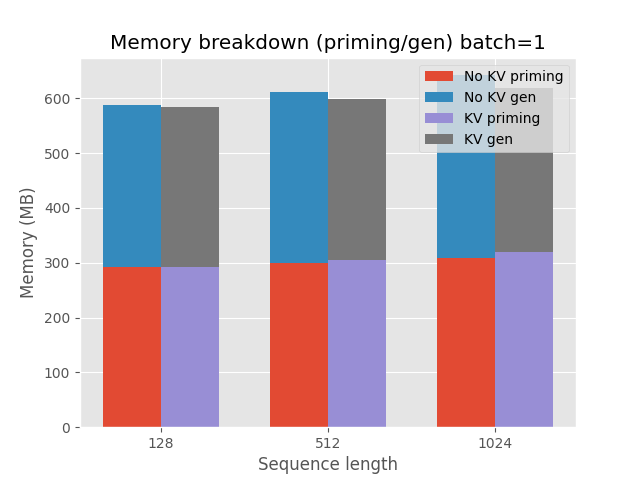 Memory breakdown (priming/gen) batch=1
No KV priming
No KV gen
KV priming
KV gen
600
500
400
300
200
100
0
128
512
1024
Memory (MB)
Sequence length